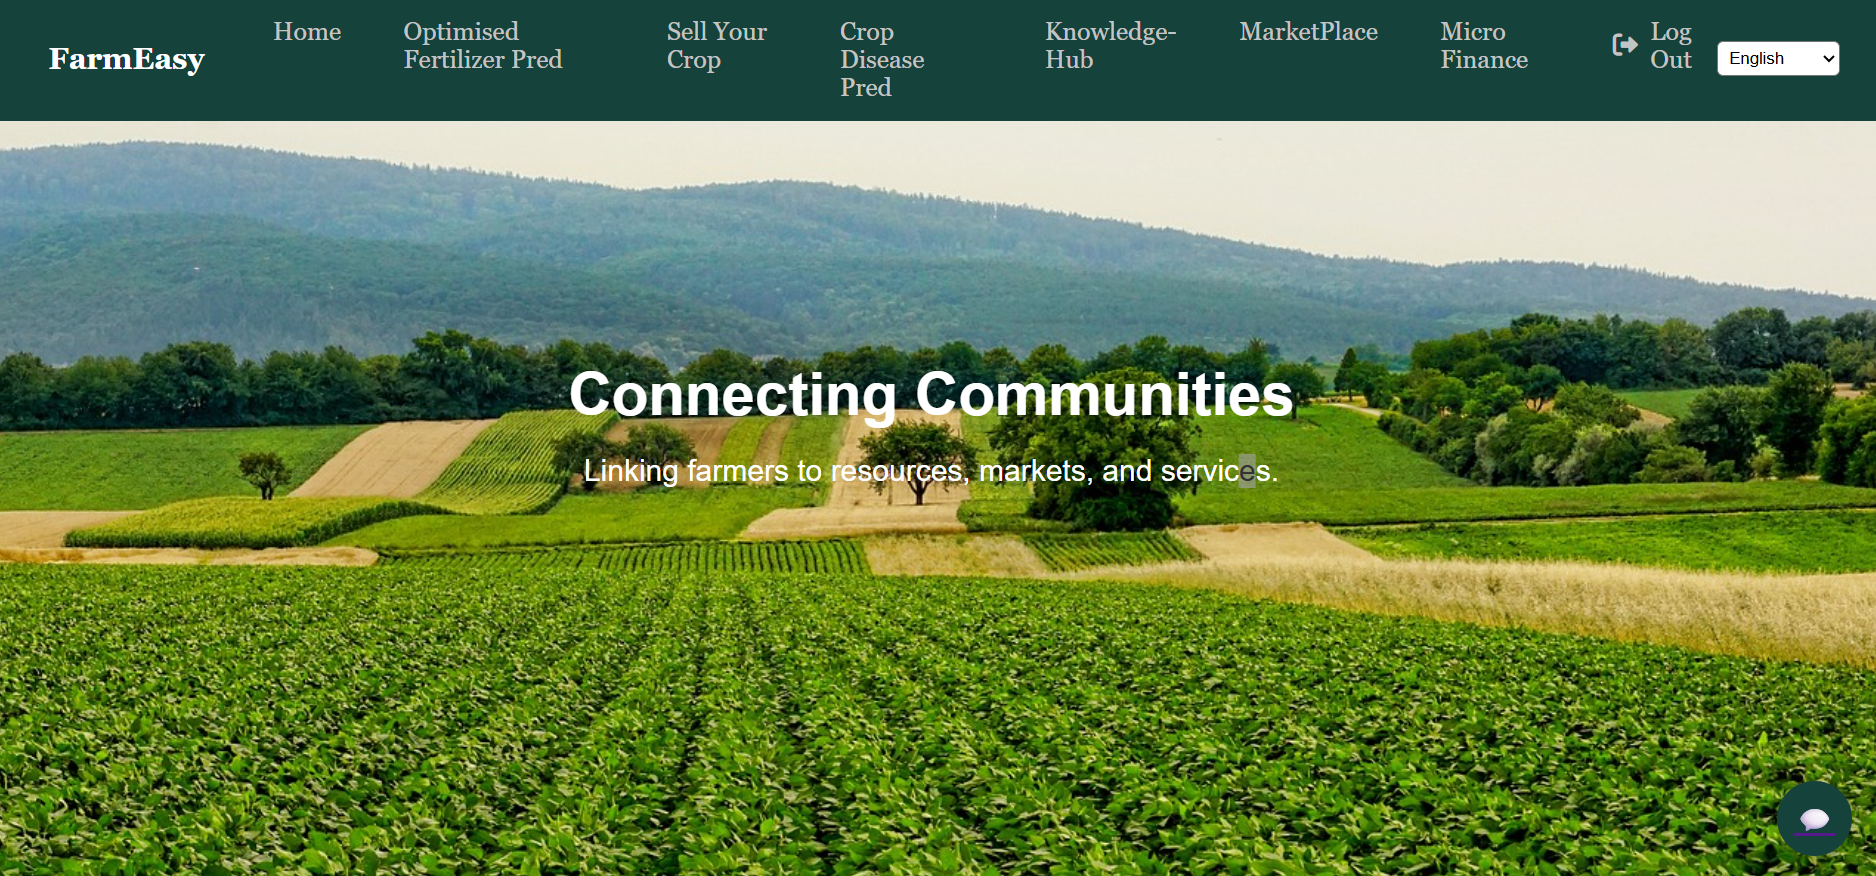 FarmEasy
Home
Optimised
Fertilizer Pred
Sell Your
Crop
Crop
Disease
Pred
Knowledge-
Hub
MarketPlace
Micro
Finance
Log
Out
English
Connecting Communities
Linking farmers to resources, markets, and services.